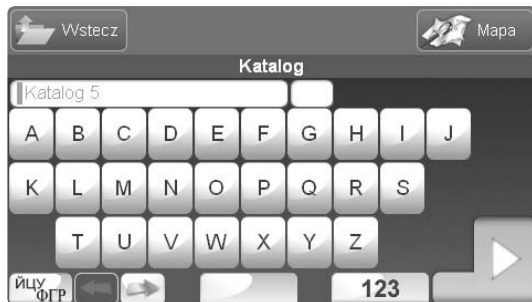 Wstecz Mapa
Katalog
Katalog 5
A B C D E F G H I J
K L M N O P Q R S
T U V W X Y Z
ЙЦУ ФГР 123